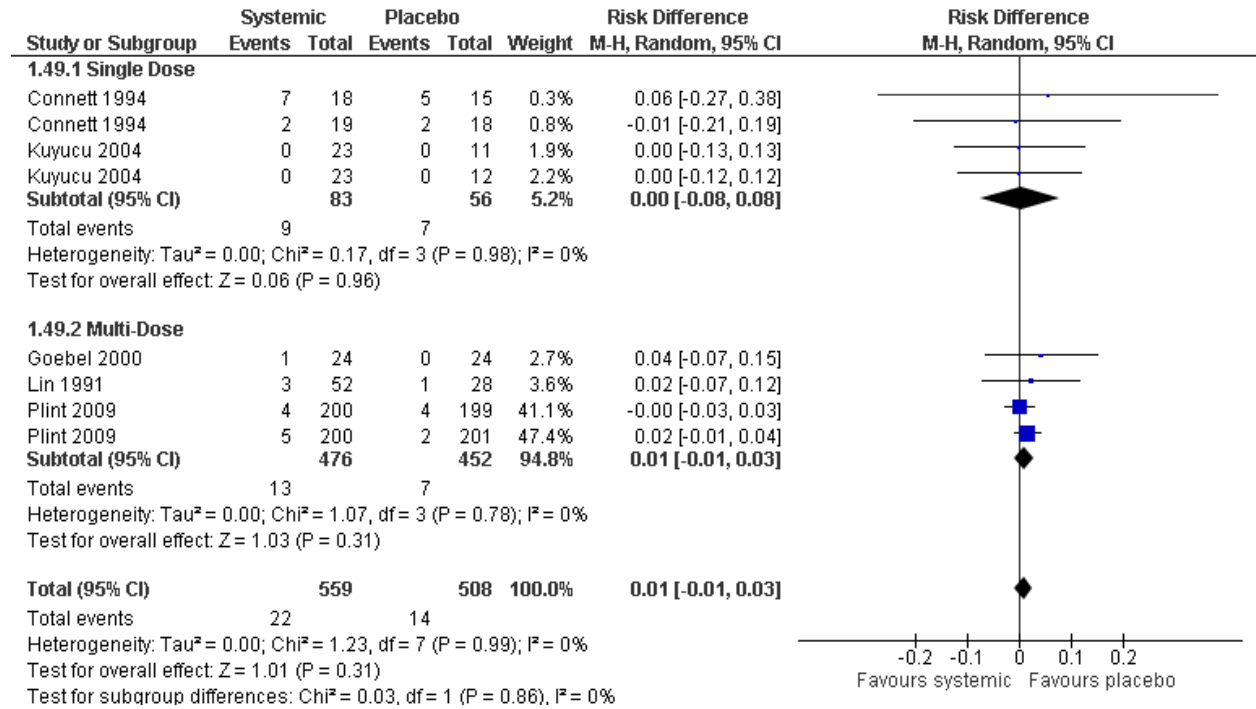 Systemic Placebo Risk Difference Risk Difference
Study or Subgroup Events Total Events Total Weight M-H, Random, 95% CI M-H, Random, 95% CI
1.49.1 Single Dose
Connett 1994 7 18 5 15 0.3% 0.06 [-0.27, 0.38]
Connett 1994 2 19 2 18 0.8% -0.01 [-0.21, 0.19]
Kuyucu 2004 0 23 0 11 1.9% 0.00 [-0.13, 0.13]
Kuyucu 2004 0 23 0 12 2.2% 0.00 [-0.12, 0.12]
Subtotal (95% CI) 83 56 5.2% 0.00 [-0.08, 0.08]
Total events 9 7
Heterogeneity: Tau² = 0.00; Chi² = 0.17, df = 3 (P = 0.98); I² = 0%
Test for overall effect: Z = 0.06 (P = 0.96)
1.49.2 Multi-Dose
Goebel 2000 1 24 0 24 2.7% 0.04 [-0.07, 0.15]
Lin 1991 3 52 1 28 3.6% 0.02 [-0.07, 0.12]
Plint 2009 4 200 4 199 41.1% -0.00 [-0.03, 0.03]
Plint 2009 5 200 2 201 47.4% 0.02 [-0.01, 0.04]
Subtotal (95% CI) 476 452 94.8% 0.01 [-0.01, 0.03]
Total events 13 7
Heterogeneity: Tau² = 0.00; Chi² = 1.07, df = 3 (P = 0.78); I² = 0%
Test for overall effect: Z = 1.03 (P = 0.31)
Total (95% CI) 559 508 100.0% 0.01 [-0.01, 0.03]
Total events 22 14
Heterogeneity: Tau² = 0.00; Chi² = 1.23, df = 7 (P = 0.99); I² = 0%
Test for overall effect: Z = 1.01 (P = 0.31)
Test for subgroup differences: Chi² = 0.03, df = 1 (P = 0.86), I² = 0%
-0.2 -0.1 0 0.1 0.2
Favours systemic Favours placebo